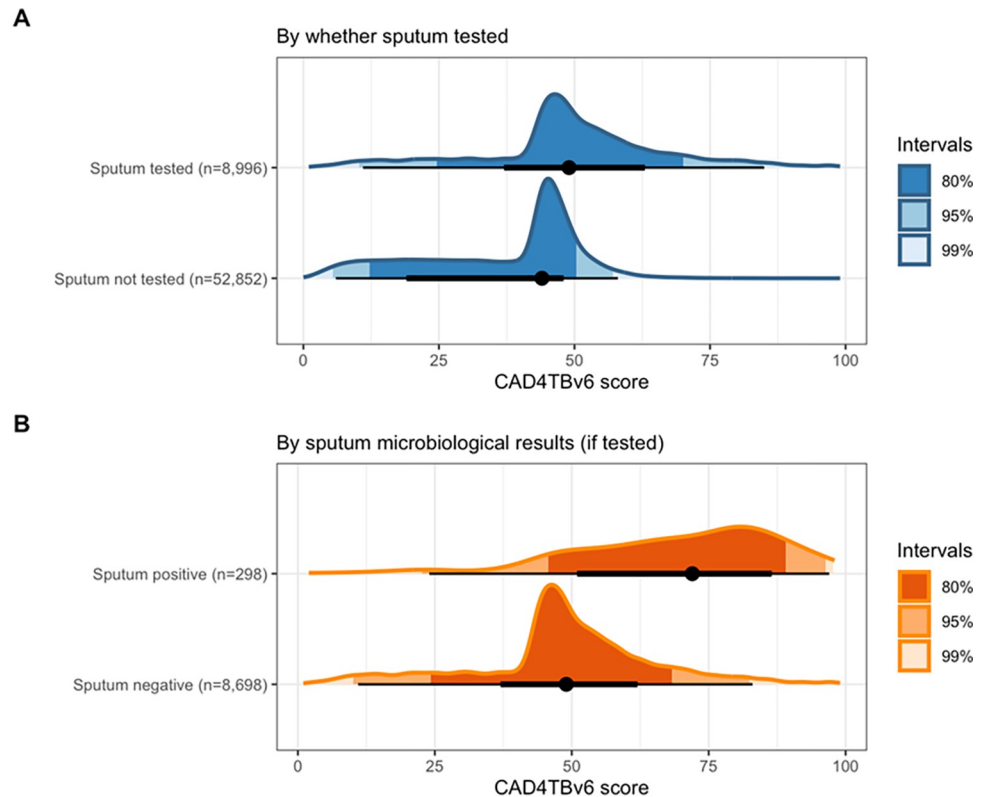 A
By whether sputum tested
Sputum tested (n=8,996)
Sputum not tested (n=52,852)
0 25 50 75 100
CAD4TBv6 score
Intervals
80%
95%
99%
B
By sputum microbiological results (if tested)
Sputum positive (n=298)
Sputum negative (n=8,698)
0 25 50 75 100
CAD4TBv6 score
Intervals
80%
95%
99%